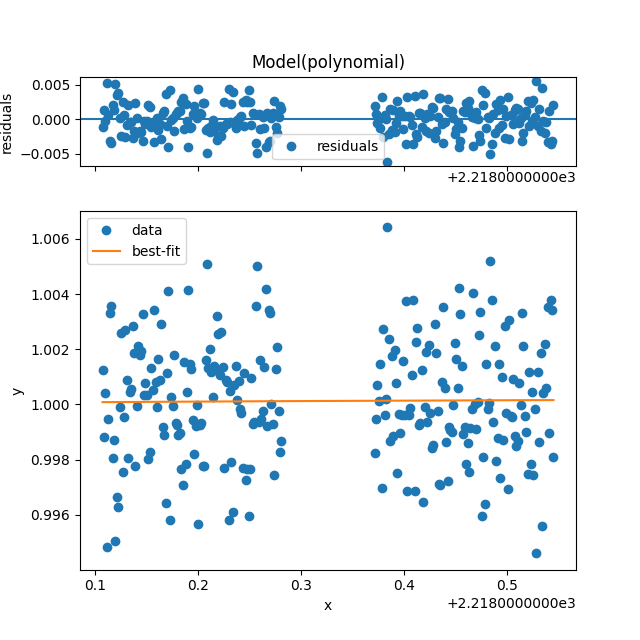 Model(polynomial)
residuals
0.005
0.000
−0.005
residuals
+2.2180000000e3
y
1.006
1.004
1.002
1.000
0.998
0.996
data
best-fit
0.1 0.2 0.3 0.4 0.5
x
+2.2180000000e3